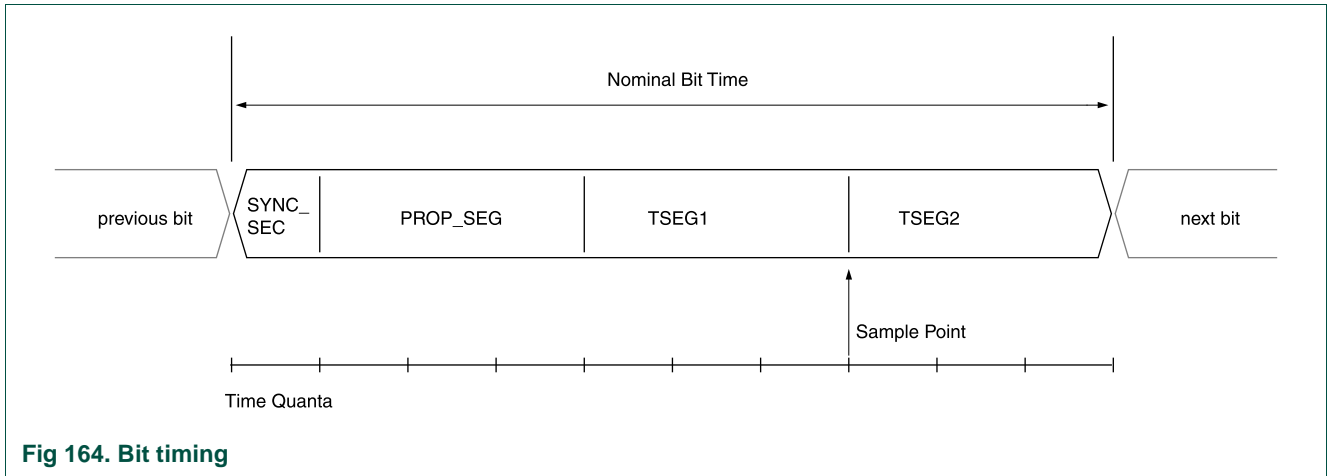 Nominal Bit Time
previous bit
SYNC_
SEC
PROP_SEG
TSEG1
TSEG2
next bit
Sample Point
Time Quanta
Fig 164. Bit timing